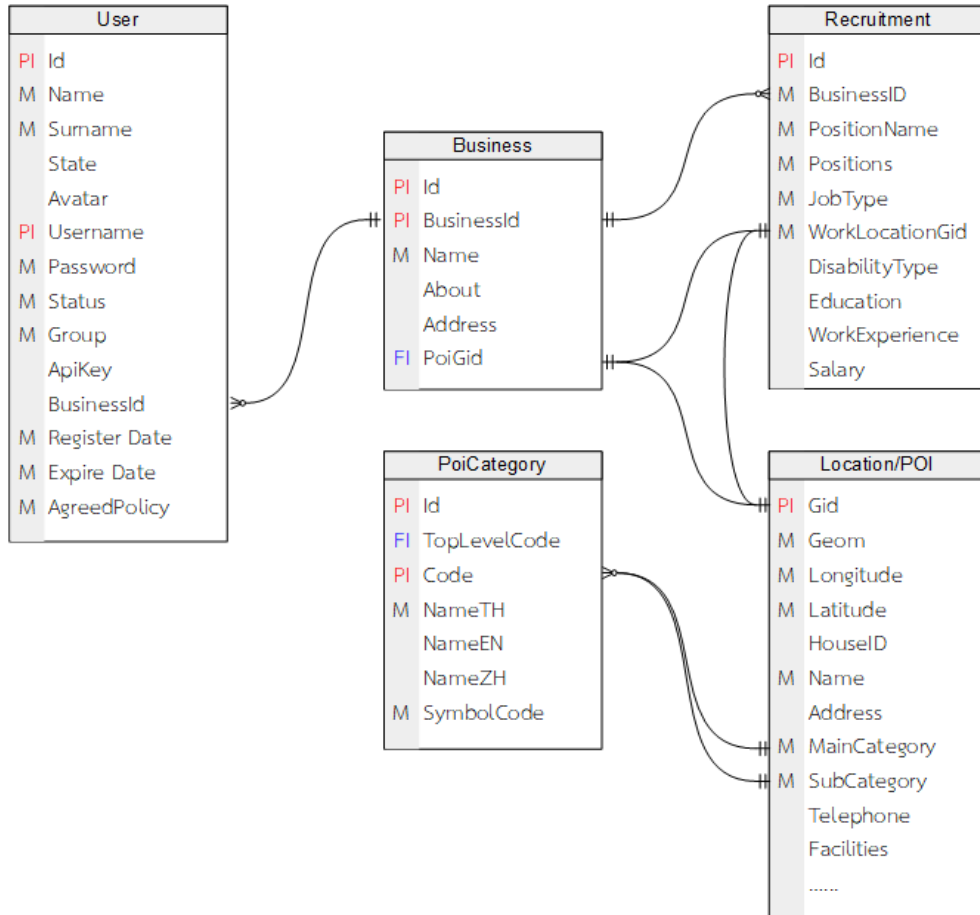 User
PI Id
M Name
M Surname
State
Avatar
PI Username
M Password
M Status
M Group
ApiKey
BusinessId
M Register Date
M Expire Date
M AgreedPolicy
Business
PI Id
PI BusinessId
M Name
About
Address
FI PoiGid
PoiCategory
PI Id
FI TopLevelCode
PI Code
M NameTH
NameEN
NameZH
M SymbolCode
Recruitment
PI Id
M BusinessID
M PositionName
M Positions
M JobType
M WorkLocationGid
DisabilityType
Education
WorkExperience
Salary
Location/POI
PI Gid
M Geom
M Longitude
M Latitude
HouseID
M Name
Address
M MainCategory
M SubCategory
Telephone
Facilities
......